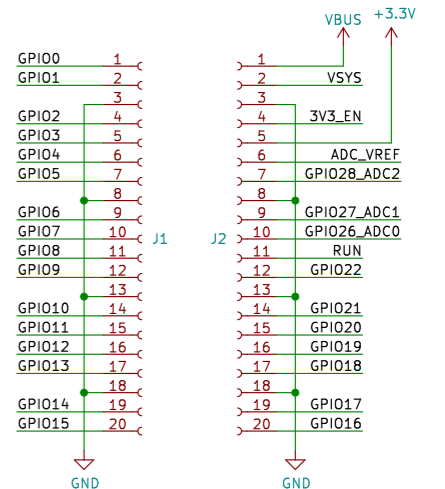 VBUS +3.3V
GPIO0 1 1
GPIO1 2 2 VSYS
3 3
GPIO2 4 4 3V3_EN
GPIO3 5 5
GPIO4 6 6 ADC_VREF
GPIO5 7 7 GPIO28_ADC2
8 8
GPIO6 9 9 GPIO27_ADC1
GPIO7 10 J1 J2 10 GPIO26_ADC0
GPIO8 11 11 RUN
GPIO9 12 12 GPIO22
13 13
GPIO10 14 14 GPIO21
GPIO11 15 15 GPIO20
GPIO12 16 16 GPIO19
GPIO13 17 17 GPIO18
18 18
GPIO14 19 19 GPIO17
GPIO15 20 20 GPIO16
GND GND